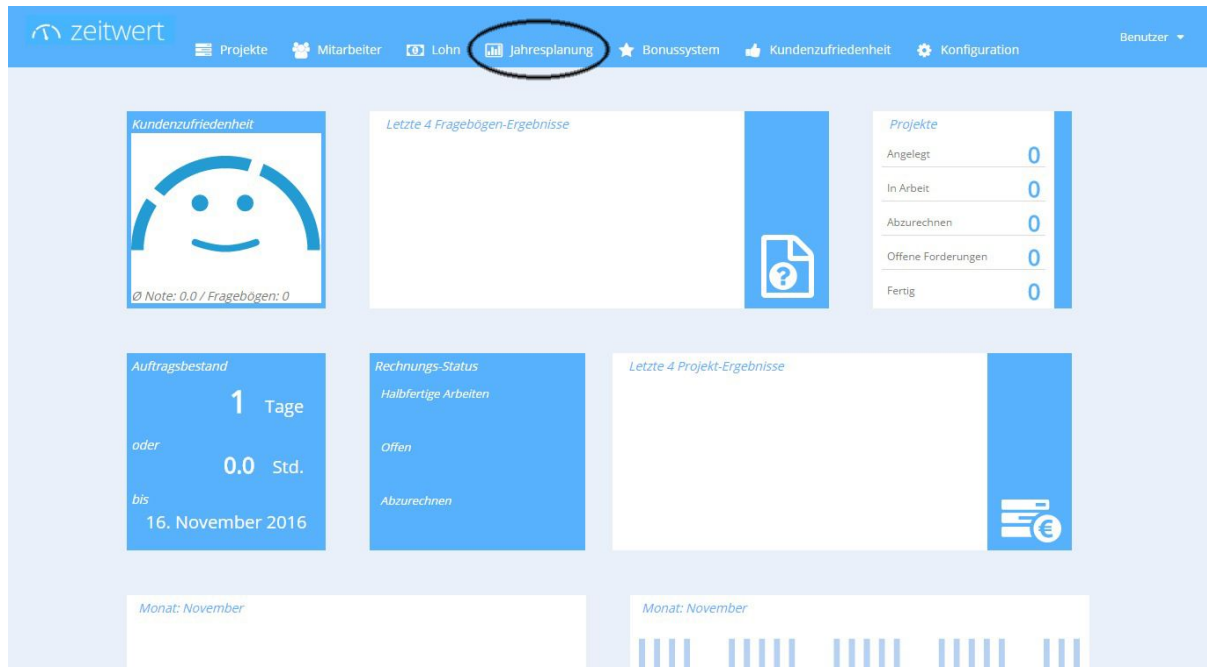 zeitwert
Projekte Mitarbeiter Lohn Jahresplanung Bonussystem Kundenzufriedenheit Konfiguration Benutzer
Kundenzufriedenheit
Ø Note: 0.0 / Fragebögen: 0
Letzte 4 Fragebögen-Ergebnisse
Projekte
Angelegt 0
In Arbeit 0
Abzurechnen 0
Offene Forderungen 0
Fertig 0
Auftragsbestand
1 Tage
oder
0.0 Std.
bis
16. November 2016
Rechnungs-Status
Halbfertige Arbeiten
Offen
Abzurechnen
Letzte 4 Projekt-Ergebnisse
Monat: November
Monat: November